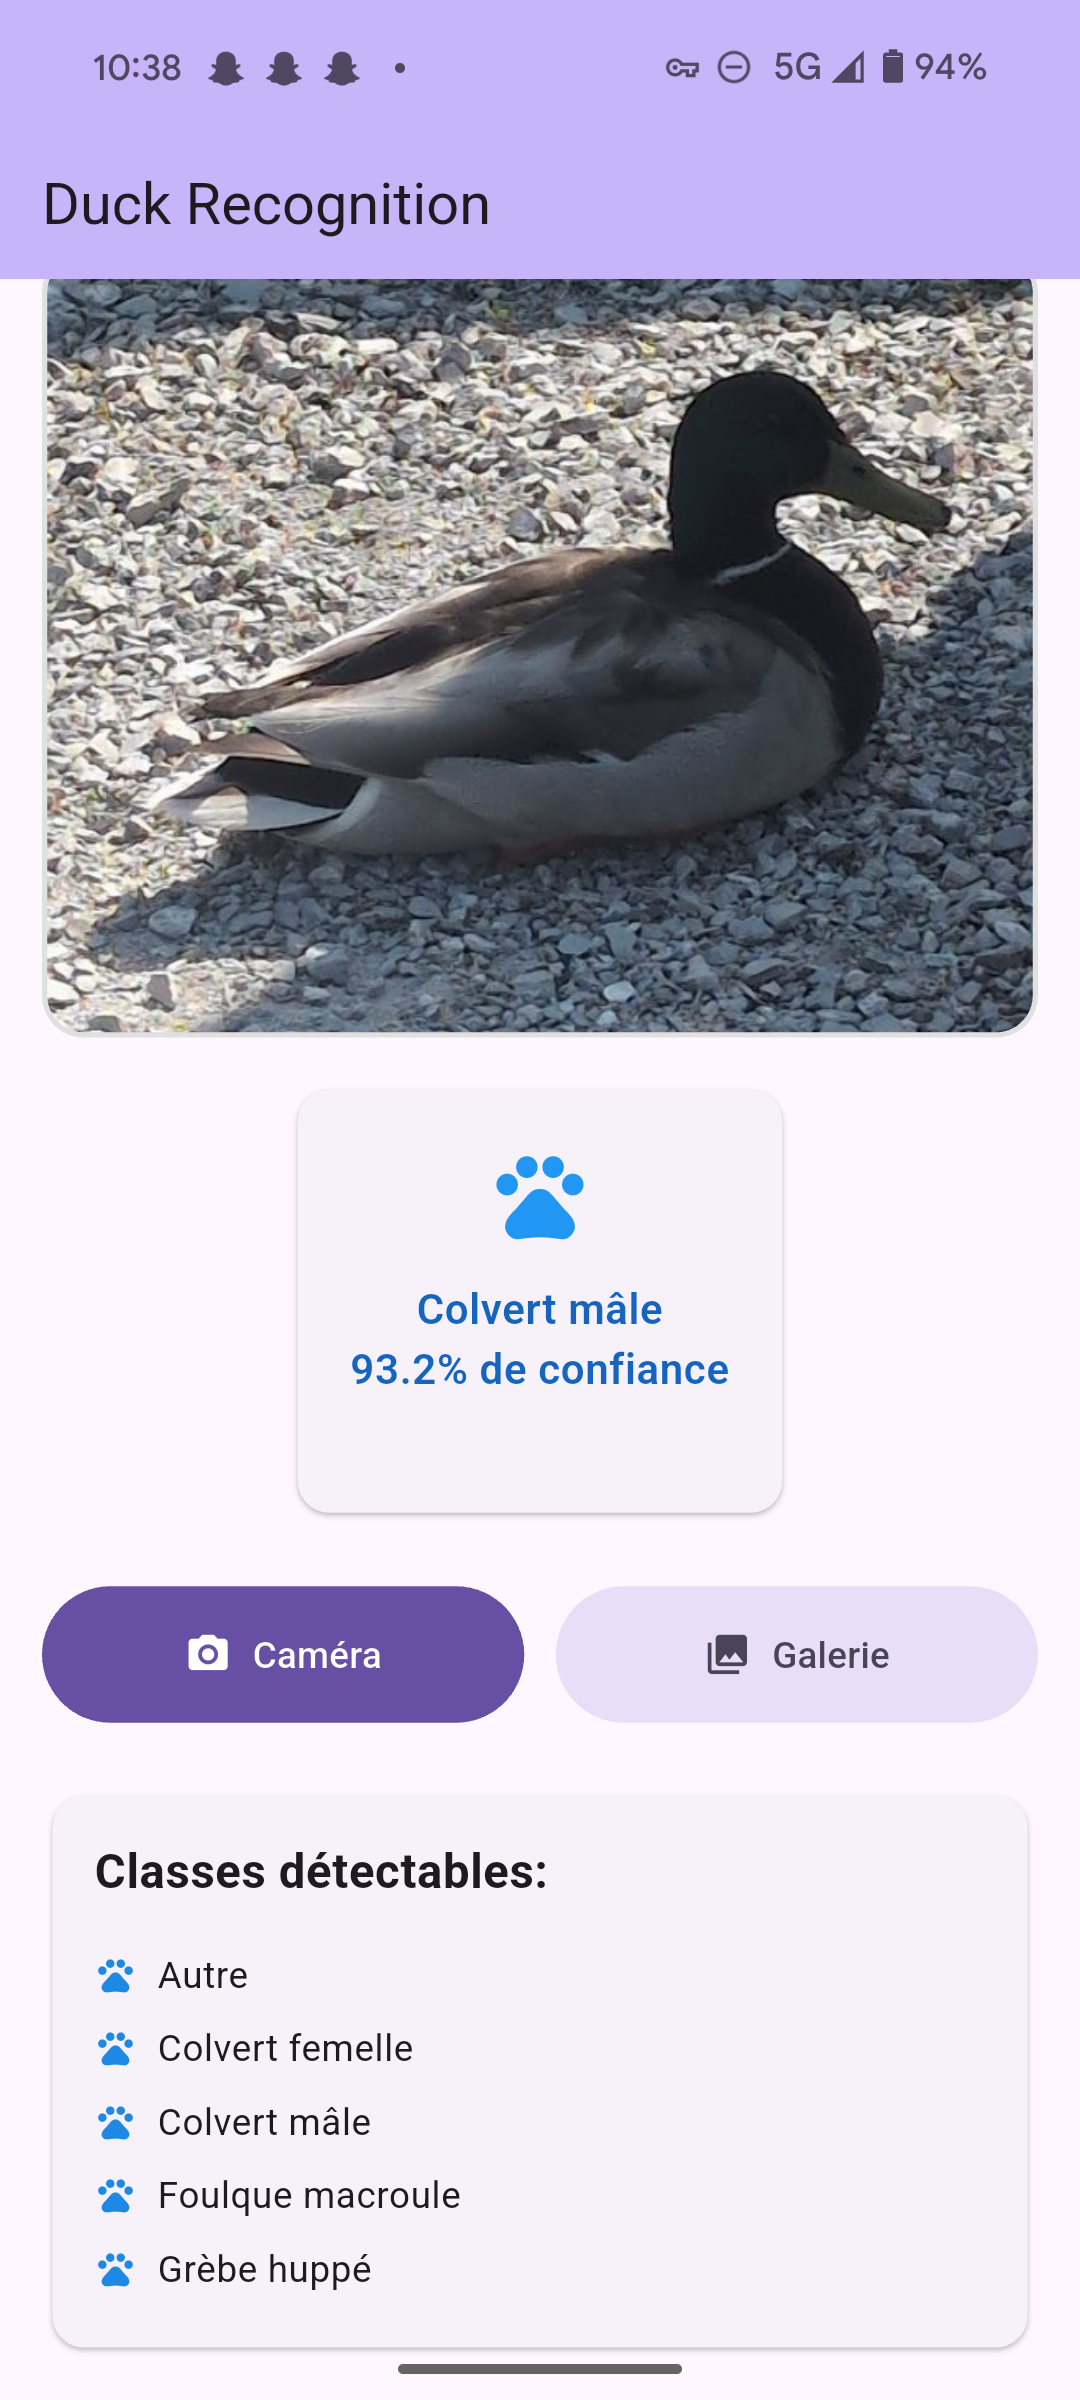 10:38 5G 94%
Duck Recognition
Colvert mâle
93.2% de confiance
Caméra Galerie
Classes détectables:
Autre
Colvert femelle
Colvert mâle
Foulque macroule
Grèbe huppé